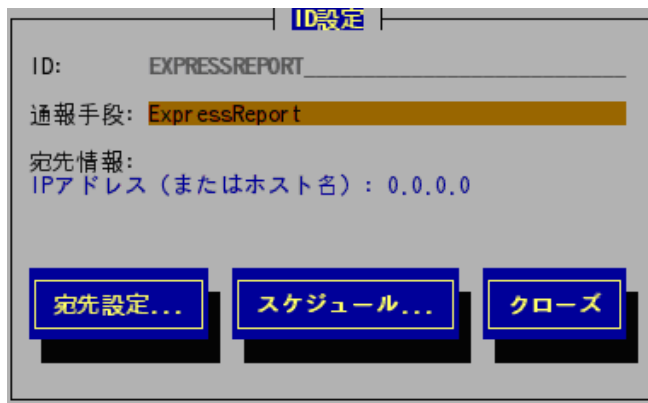 ID設定
ID: EXPRESSREPORT
通報手段: ExpressReport
宛先情報:
IPアドレス（またはホスト名）: 0.0.0.0
宛先設定... スケジュール... クローズ